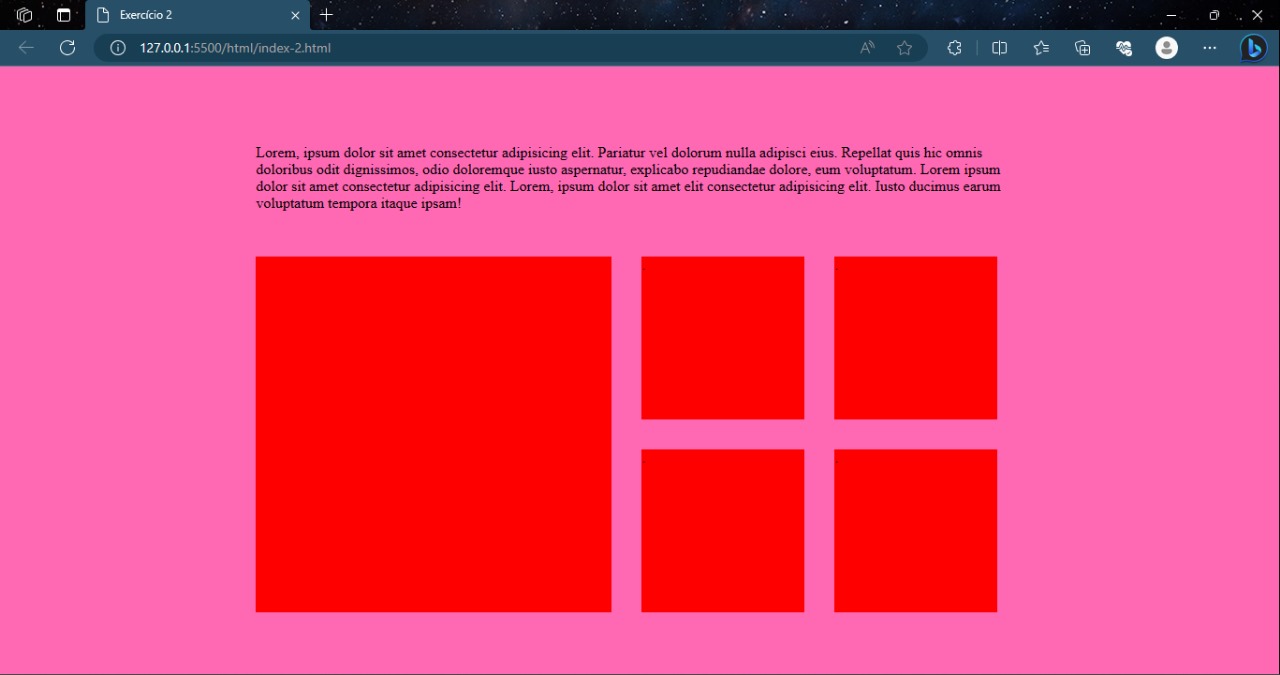 Exercício 2
127.0.0.1:5500/html/index-2.html
Lorem, ipsum dolor sit amet consectetur adipisicing elit. Pariatur vel dolorum nulla adipisci eius. Repellat quis hic omnis
doloribus odit dignissimos, odio doloremque iusto aspernatur, explicabo repudiandae dolore, eum voluptatum. Lorem ipsum
dolor sit amet consectetur adipisicing elit. Lorem, ipsum dolor sit amet elit consectetur adipisicing elit. Iusto ducimus earum
voluptatum tempora itaque ipsam!